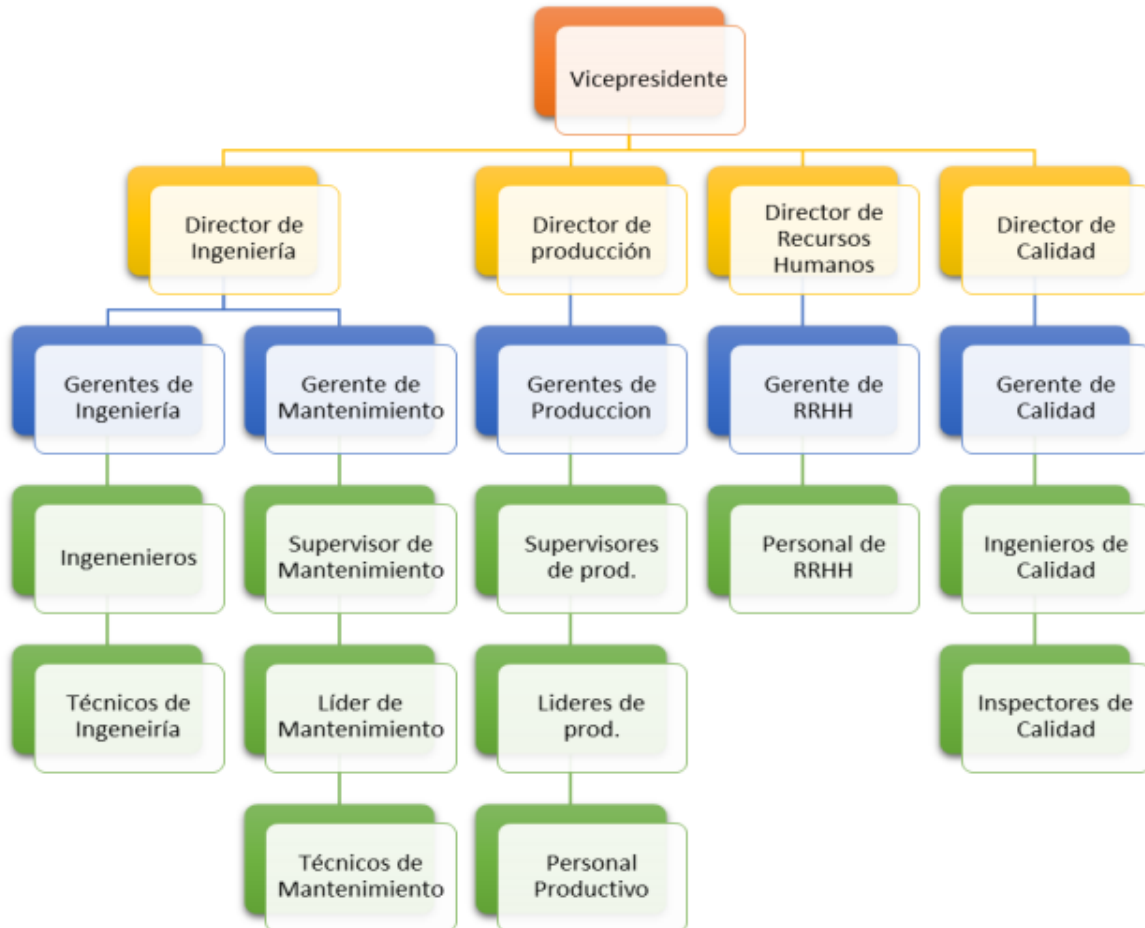 Vicepresidente
Director de
Ingeniería
Director de
producción
Director de
Recursos
Humanos
Director de
Calidad
Gerentes de
Ingeniería
Gerente de
Mantenimiento
Gerentes de
Produccion
Gerente de
RRHH
Gerente de
Calidad
Ingenenieros
Supervisor de
Mantenimiento
Supervisores
de prod.
Personal de
RRHH
Ingenieros de
Calidad
Técnicos de
Ingeneiría
Líder de
Mantenimiento
Lideres de
prod.
Inspectores de
Calidad
Técnicos de
Mantenimiento
Personal
Productivo